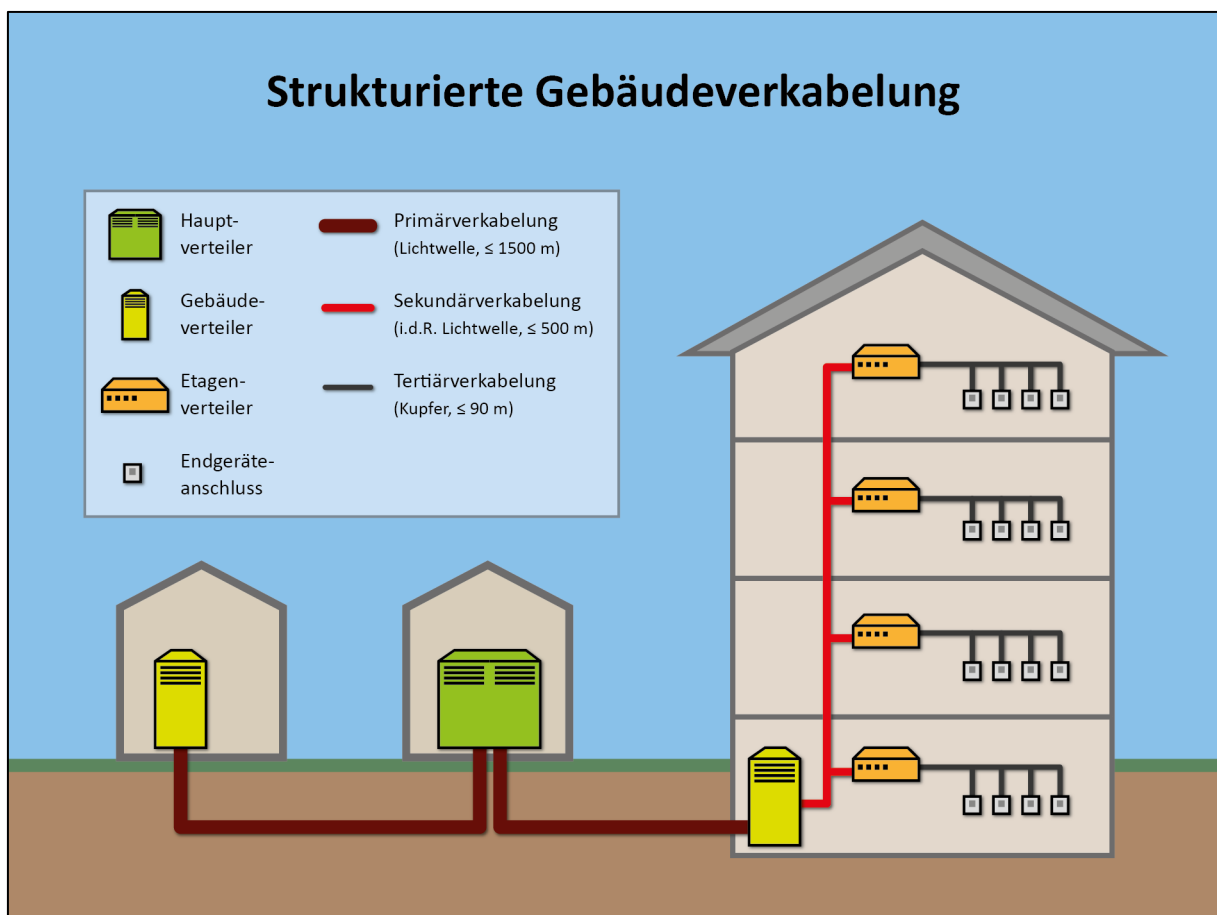 Strukturierte Gebäudeverkabelung
Haupt-
verteiler
Primärverkabelung
(Lichtwelle, ≤ 1500 m)
Gebäude-
verteiler
Sekundärverkabelung
(i.d.R. Lichtwelle, ≤ 500 m)
Etagen-
verteiler
Tertiärverkabelung
(Kupfer, ≤ 90 m)
Endgeräte-
anschluss